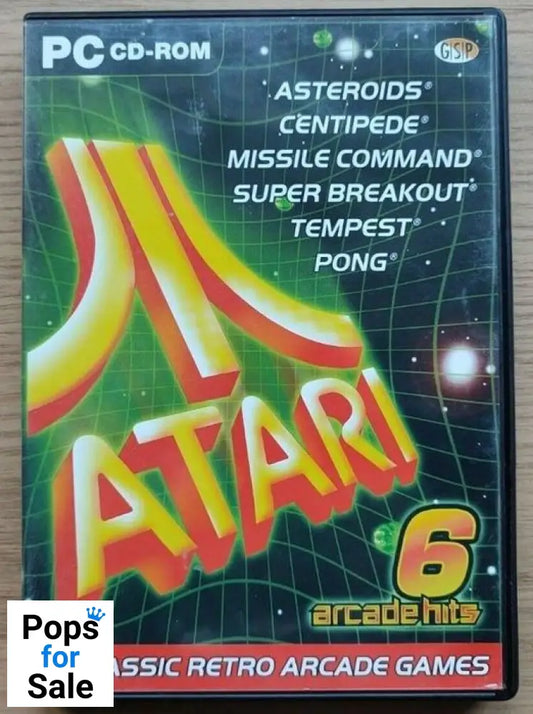 PC CD-ROM
GSP
ASTEROIDS®
CENTIPEDE®
MISSILE COMMAND®
SUPER BREAKOUT®
TEMPEST®
PONG®
ATARI
6
arcade hits
ASSIC RETRO ARCADE GAMES
Pops
for
Sale